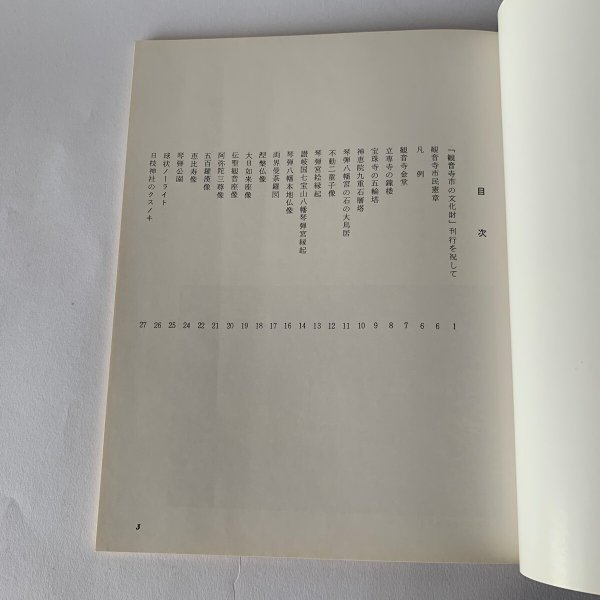 目次
「観音寺市の文化財」刊行を祝して 1
観音寺市民憲章 6
凡例 6
観音寺金堂 7
立専寺の鐘楼 8
宝珠寺の五輪塔 9
神恵院九重石層塔 10
琴弾八幡宮の石の大鳥居 11
不動二童子像 12
琴弾宮絵縁起 13
讃岐国七宝山八幡琴弾宮縁起 14
琴弾八幡本地仏像 16
両界曼荼羅図 17
涅槃仏像 18
大日如来座像 19
伝聖観音座像 20
阿弥陀三尊像 21
五百羅漢像 22
恵比寿像 24
琴弾公園 25
球状ノーライト 26
日枝神社のクスノキ 27
3